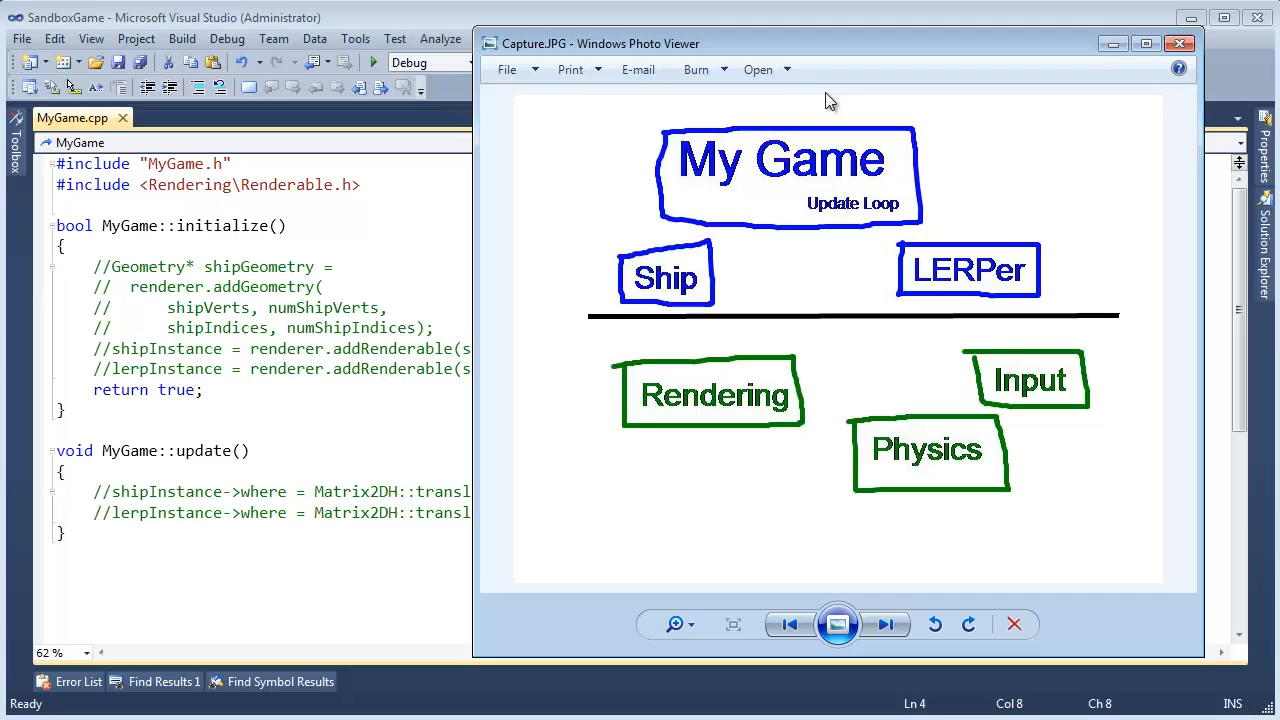 SandboxGame - Microsoft Visual Studio (Administrator)
File Edit View Project Build Debug Team Data Tools Test Analyze
Debug
MyGame.cpp
MyGame
Toolbox
#include "MyGame.h"
#include <Rendering\Renderable.h>
bool MyGame::initialize()
{
//Geometry* shipGeometry =
// renderer.addGeometry(
// shipVerts, numShipVerts,
// shipIndices, numShipIndices);
//shipInstance = renderer.addRenderable(s
//lerpInstance = renderer.addRenderable(s
return true;
}
void MyGame::update()
{
//shipInstance->where = Matrix2DH::transl
//lerpInstance->where = Matrix2DH::transl
}
62 %
Capture.JPG - Windows Photo Viewer
File Print E-mail Burn Open
My Game
Update Loop
Ship
LERPer
Rendering
Input
Physics
Properties
Solution Explorer
Error List Find Results 1 Find Symbol Results
Ready Ln 4 Col 8 Ch 8 INS